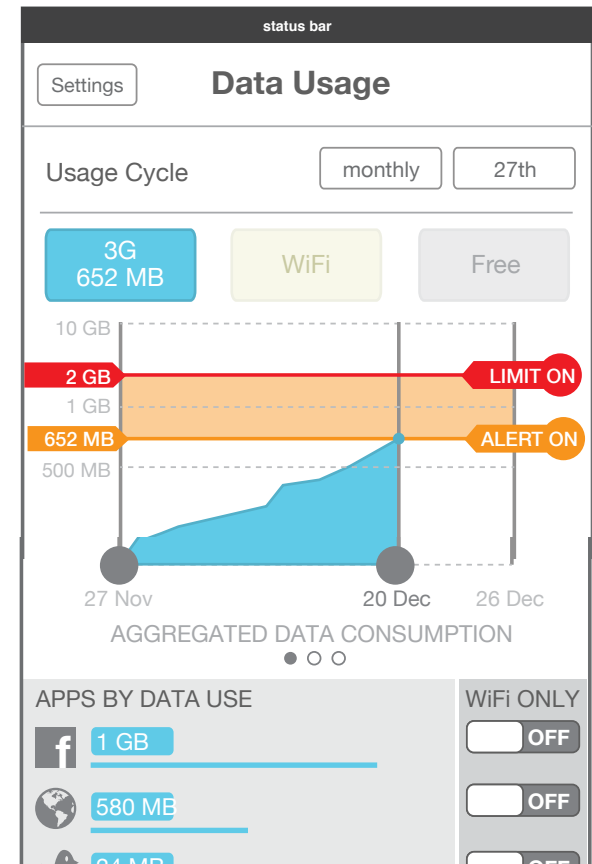 status bar
Settings
Data Usage
Usage Cycle
monthly
27th
3G
652 MB
WiFi
Free
10 GB
2 GB
LIMIT ON
1 GB
652 MB
ALERT ON
500 MB
27 Nov
20 Dec
26 Dec
AGGREGATED DATA CONSUMPTION
APPS BY DATA USE
WiFi ONLY
f
1 GB
OFF
580 MB
OFF